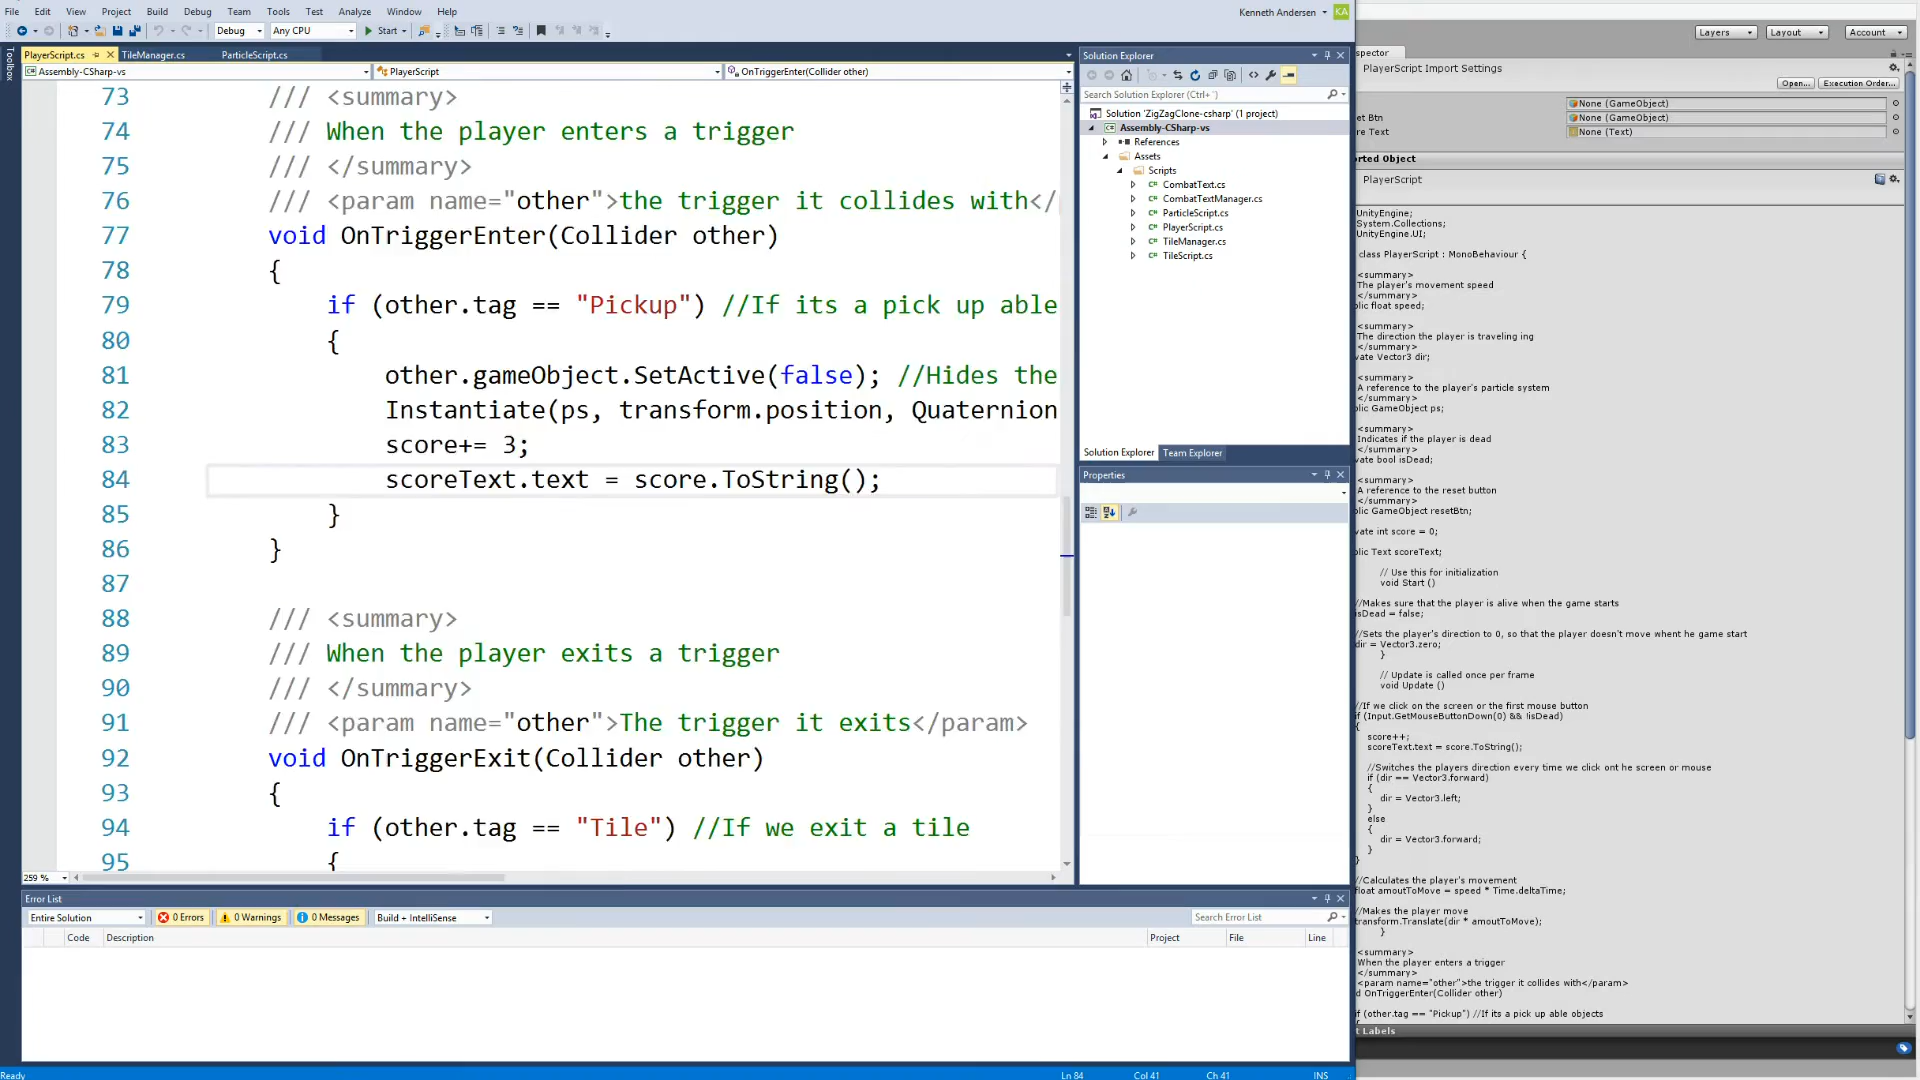 File Edit View Project Build Debug Team Tools Test Analyze Window Help
Kenneth Andersen KA
Debug Any CPU Start
Layers Layout Account
Toolbox
PlayerScript.cs TileManager.cs ParticleScript.cs
Assembly-CSharp-vs PlayerScript OnTriggerEnter(Collider other)
73 /// <summary>
74 /// When the player enters a trigger
75 /// </summary>
76 /// <param name="other">the trigger it collides with</
77 void OnTriggerEnter(Collider other)
78 {
79 if (other.tag == "Pickup") //If its a pick up able
80 {
81 other.gameObject.SetActive(false); //Hides the
82 Instantiate(ps, transform.position, Quaternion
83 score+= 3;
84 scoreText.text = score.ToString();
85 }
86 }
87
88 /// <summary>
89 /// When the player exits a trigger
90 /// </summary>
91 /// <param name="other">The trigger it exits</param>
92 void OnTriggerExit(Collider other)
93 {
94 if (other.tag == "Tile") //If we exit a tile
95 {
259 %
Solution Explorer
Search Solution Explorer (Ctrl+¨)
Solution 'ZigZagClone-csharp' (1 project)
Assembly-CSharp-vs
References
Assets
Scripts
C# CombatText.cs
C# CombatTextManager.cs
C# ParticleScript.cs
C# PlayerScript.cs
C# TileManager.cs
C# TileScript.cs
Solution Explorer Team Explorer
Properties
Error List
Entire Solution 0 Errors 0 Warnings 0 Messages Build + IntelliSense Search Error List
Code Description Project File Line
Ready Ln 84 Col 41 Ch 41 INS
spector
PlayerScript Import Settings
Open... Execution Order...
None (GameObject)
et Btn None (GameObject)
re Text None (Text)
rted Object
PlayerScript
UnityEngine;
System.Collections;
UnityEngine.UI;
class PlayerScript : MonoBehaviour {
<summary>
The player's movement speed
</summary>
lic float speed;
<summary>
The direction the player is traveling ing
</summary>
vate Vector3 dir;
<summary>
A reference to the player's particle system
</summary>
lic GameObject ps;
<summary>
Indicates if the player is dead
</summary>
vate bool isDead;
<summary>
A reference to the reset button
</summary>
lic GameObject resetBtn;
vate int score = 0;
lic Text scoreText;
// Use this for initialization
void Start ()
//Makes sure that the player is alive when the game starts
isDead = false;
//Sets the player's direction to 0, so that the player doesn't move whent he game start
dir = Vector3.zero;
}
// Update is called once per frame
void Update ()
//If we click on the screen or the first mouse button
if (Input.GetMouseButtonDown(0) && !isDead)
{
score++;
scoreText.text = score.ToString();
//Switches the players direction every time we click ont he screen or mouse
if (dir == Vector3.forward)
{
dir = Vector3.left;
}
else
{
dir = Vector3.forward;
}
}
//Calculates the player's movement
float amoutToMove = speed * Time.deltaTime;
//Makes the player move
transform.Translate(dir * amoutToMove);
}
<summary>
When the player enters a trigger
</summary>
<param name="other">the trigger it collides with</param>
d OnTriggerEnter(Collider other)
if (other.tag == "Pickup") //If its a pick up able objects
t Labels